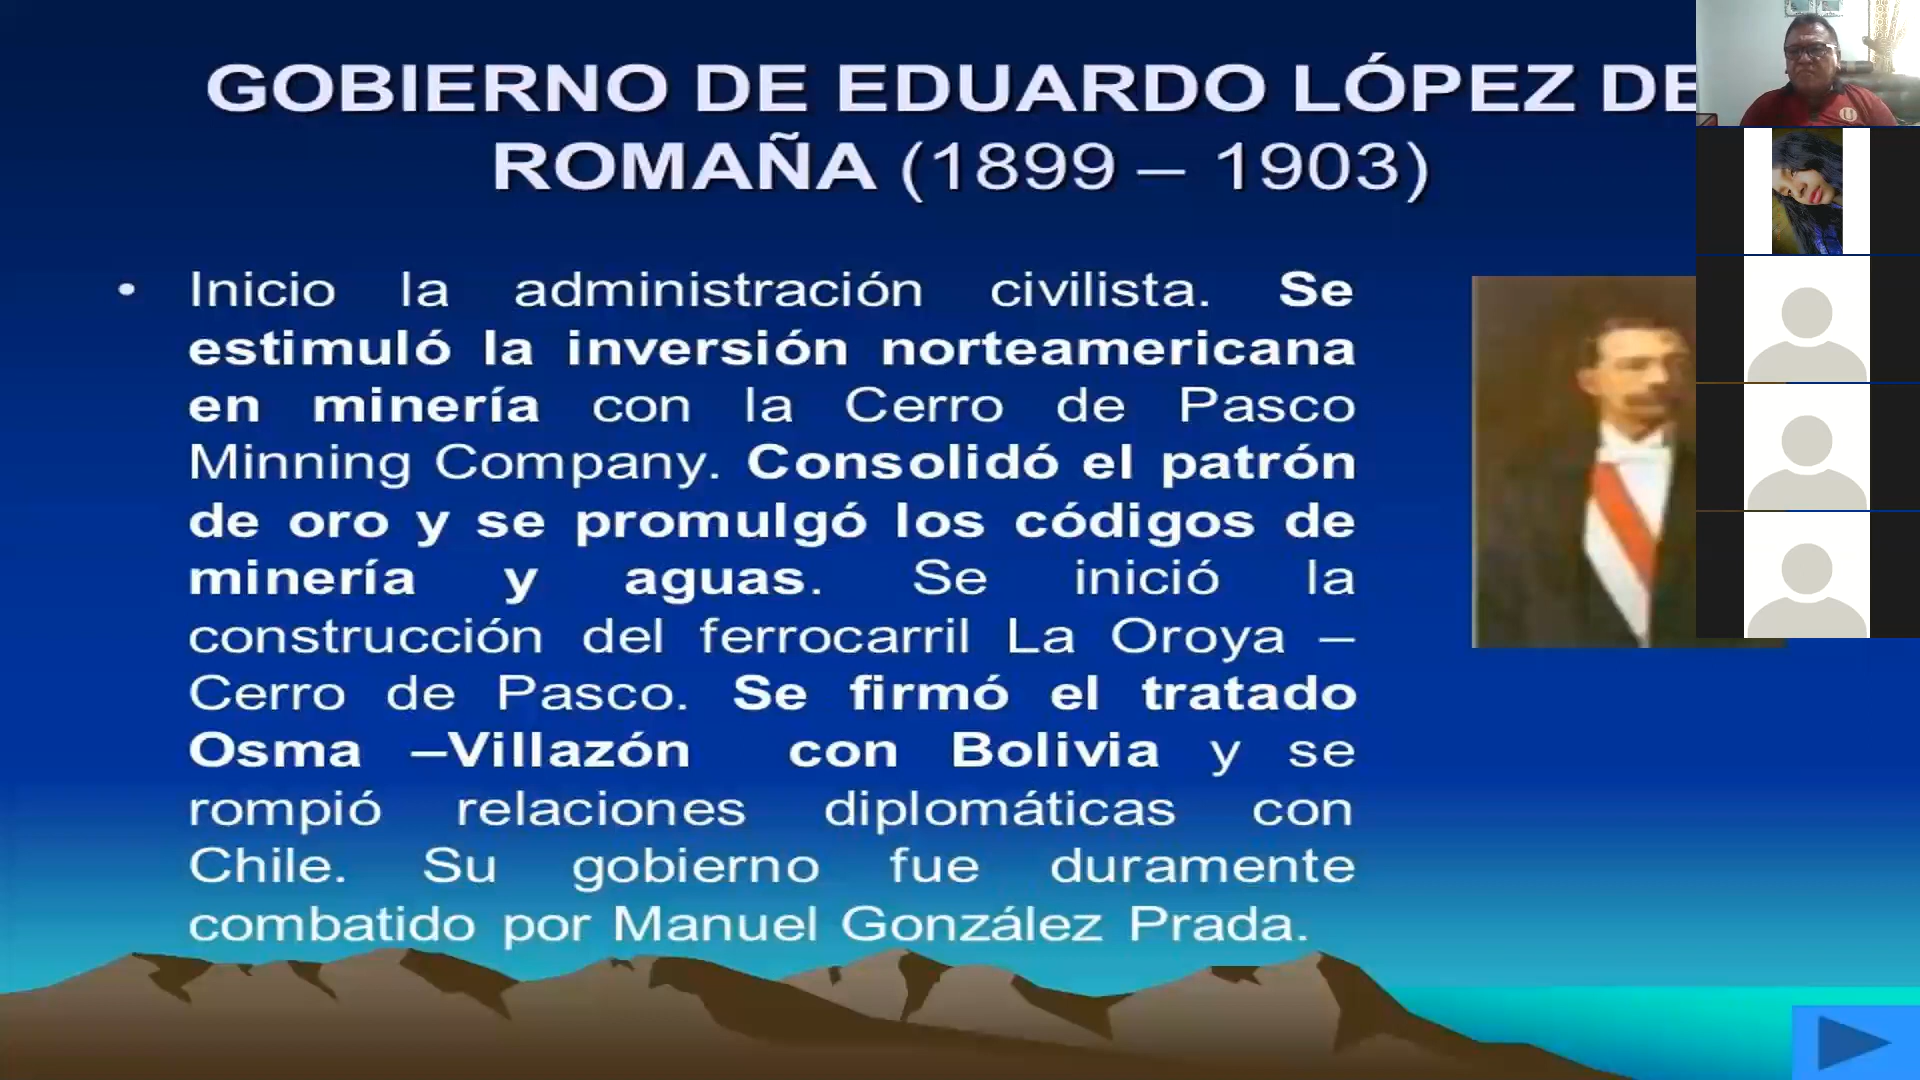 GOBIERNO DE EDUARDO LÓPEZ DE
ROMAÑA (1899 – 1903)
• Inicio la administración civilista. Se
estimuló la inversión norteamericana
en minería con la Cerro de Pasco
Minning Company. Consolidó el patrón
de oro y se promulgó los códigos de
minería y aguas. Se inició la
construcción del ferrocarril La Oroya –
Cerro de Pasco. Se firmó el tratado
Osma –Villazón con Bolivia y se
rompió relaciones diplomáticas con
Chile. Su gobierno fue duramente
combatido por Manuel González Prada.
U